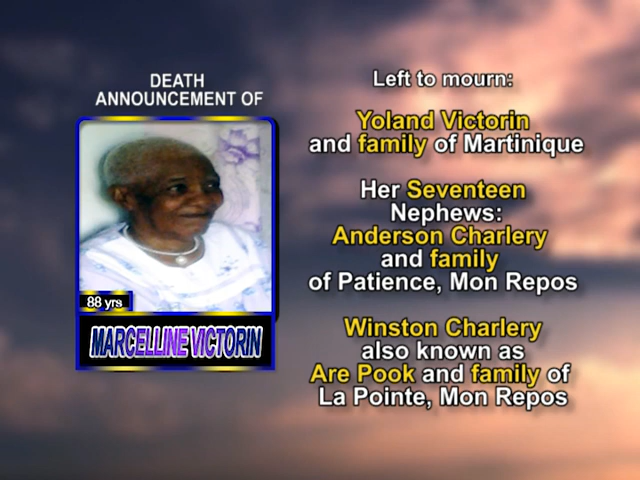 DEATH
ANNOUNCEMENT OF
88 yrs
MARCELLINE VICTORIN
Left to mourn:
Yoland Victorin
and family of Martinique
Her Seventeen
Nephews:
Anderson Charlery
and family
of Patience, Mon Repos
Winston Charlery
also known as
Are Pook and family of
La Pointe, Mon Repos